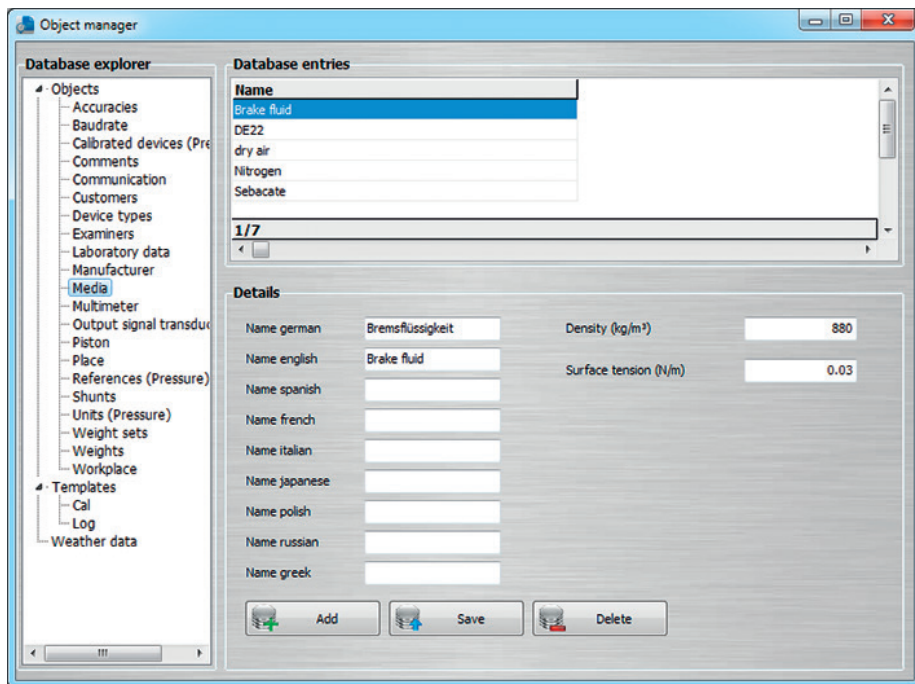 Object manager
Database explorer
Objects
Accuracies
Baudrate
Calibrated devices (Pre
Comments
Communication
Customers
Device types
Examiners
Laboratory data
Manufacturer
Media
Multimeter
Output signal transduc
Piston
Place
References (Pressure)
Shunts
Units (Pressure)
Weight sets
Weights
Workplace
Templates
Cal
Log
Weather data
Database entries
Name
Brake fluid
DE22
dry air
Nitrogen
Sebacate
1/7
Details
Name german Bremsflüssigkeit
Name english Brake fluid
Name spanish
Name french
Name italian
Name japanese
Name polish
Name russian
Name greek
Density (kg/m³) 880
Surface tension (N/m) 0.03
Add Save Delete